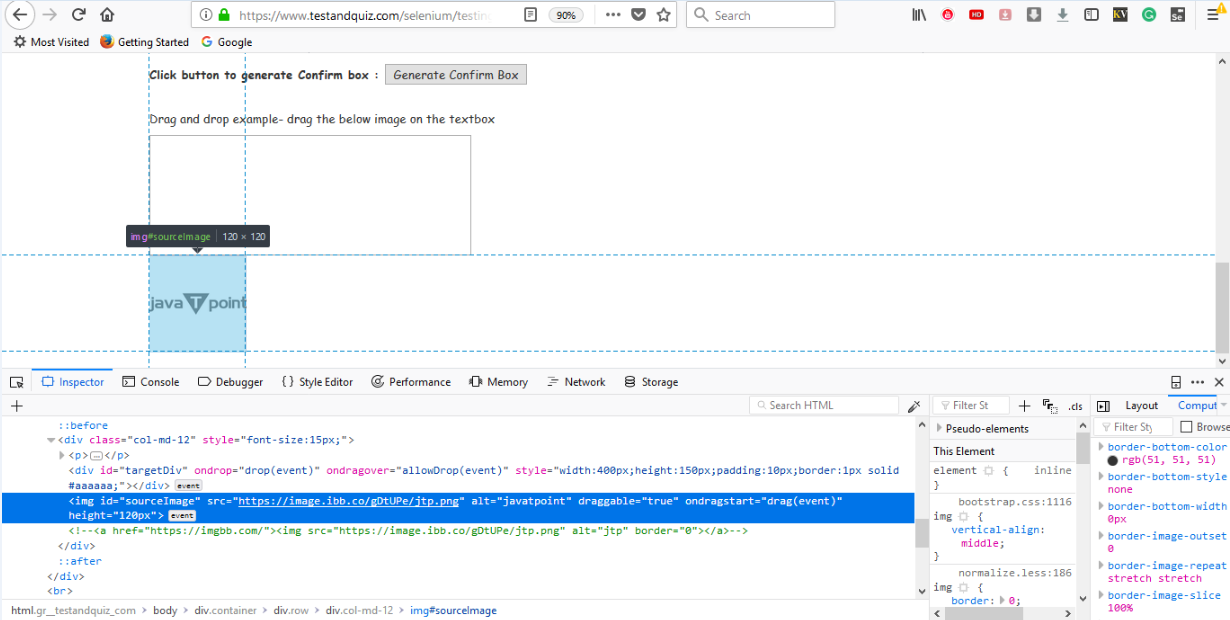 https://www.testandquiz.com/selenium/testin
90%
Search
HD
KV
Se
Most Visited
Getting Started
Google
Click button to generate Confirm box :
Generate Confirm Box
Drag and drop example- drag the below image on the textbox
img#sourceImage
120 × 120
java T point
Inspector
Console
Debugger
{ } Style Editor
Performance
Memory
Network
Storage
+
Search HTML
Filter St
+
.cls
Layout
Comput
::before
<div class="col-md-12" style="font-size:15px;">
<p>…</p>
<div id="targetDiv" ondrop="drop(event)" ondragover="allowDrop(event)" style="width:400px;height:150px;padding:10px;border:1px solid
#aaaaaa;"></div> event
<img id="sourceImage" src="https://image.ibb.co/gDtUPe/jtp.png" alt="javatpoint" draggable="true" ondragstart="drag(event)"
height="120px"> event
<!--<a href="https://imgbb.com/"><img src="https://image.ibb.co/gDtUPe/jtp.png" alt="jtp" border="0"></a>-->
</div>
::after
</div>
<br>
html.gr__testandquiz_com > body > div.container > div.row > div.col-md-12 > img#sourceImage
Pseudo-elements
This Element
element { inline
}
bootstrap.css:1116
img {
vertical-align:
middle;
}
normalize.less:186
img {
border: 0;
Filter Sty
Browse
border-bottom-color
rgb(51, 51, 51)
border-bottom-style
none
border-bottom-width
0px
border-image-outset
0
border-image-repeat
stretch stretch
border-image-slice
100%